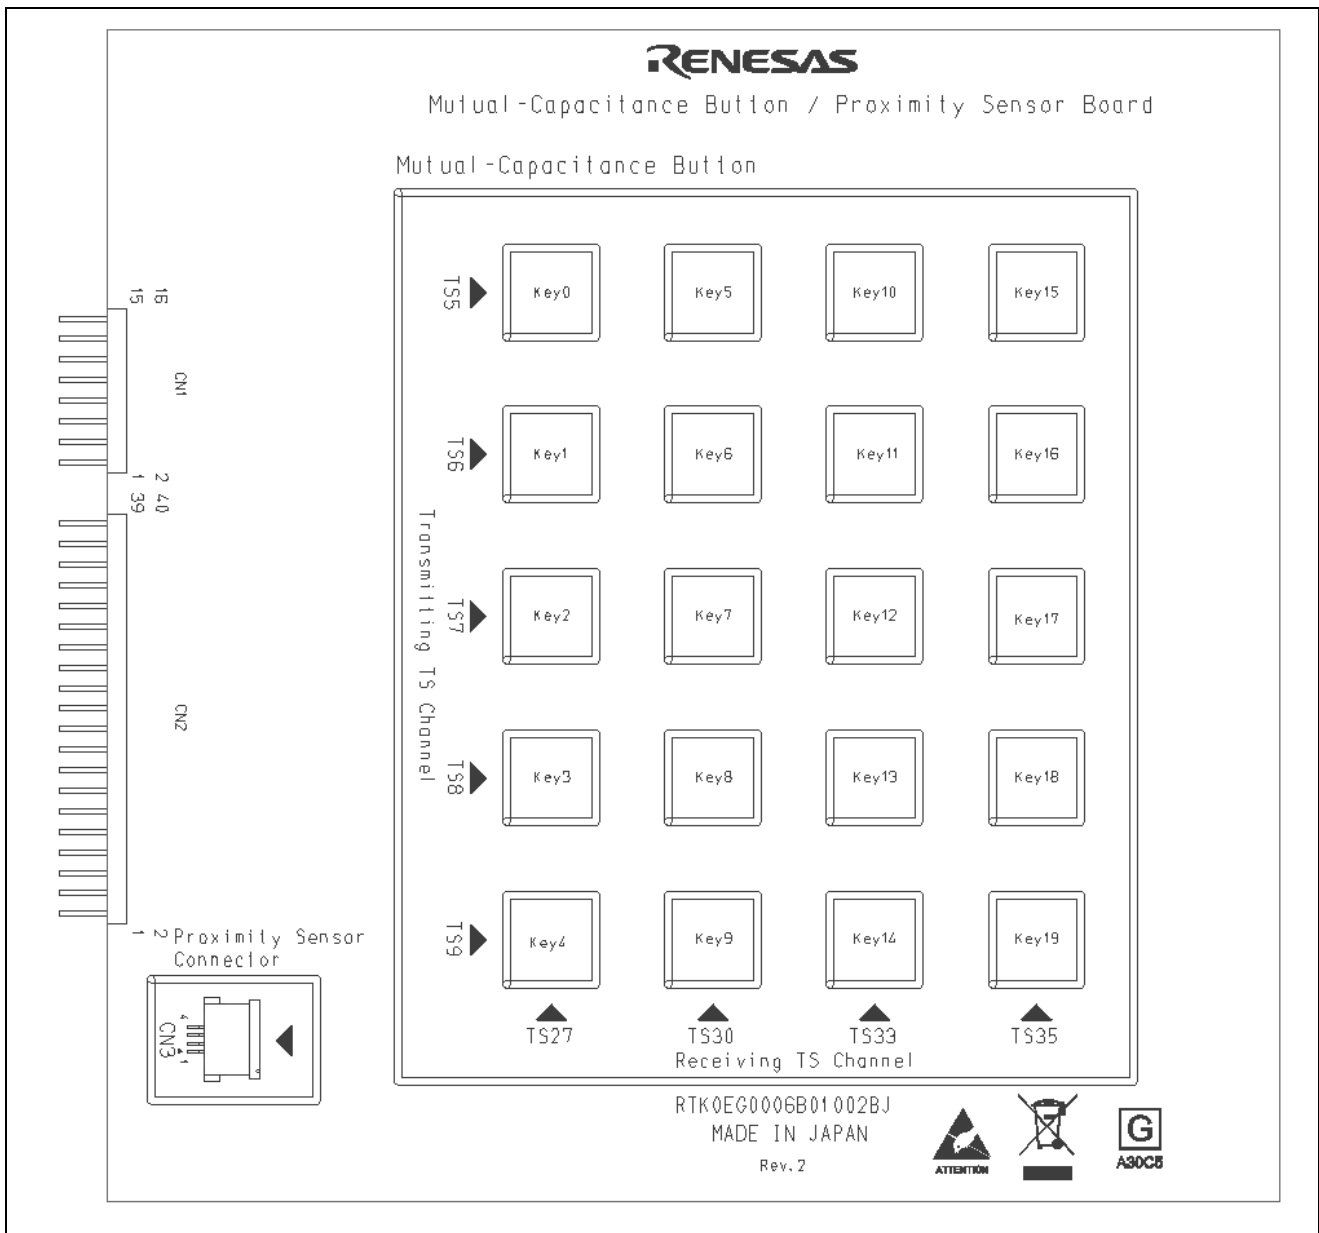 RENESAS
Mutual-Capacitance Button / Proximity Sensor Board
Mutual-Capacitance Button
TS5 Key0 Key5 Key10 Key15
15 16
CN1
TS6 Key1 Key6 Key11 Key16
1 2
39 40
Transmitting TS Channel
TS7 Key2 Key7 Key12 Key17
CN2
TS8 Key3 Key8 Key13 Key18
TS9 Key4 Key9 Key14 Key19
1 2
Proximity Sensor
Connector
CN3
4
1
TS27 TS30 TS33 TS35
Receiving TS Channel
RTK0EG0006B01002BJ
MADE IN JAPAN
Rev.2
ATTENTION
G
A30C5